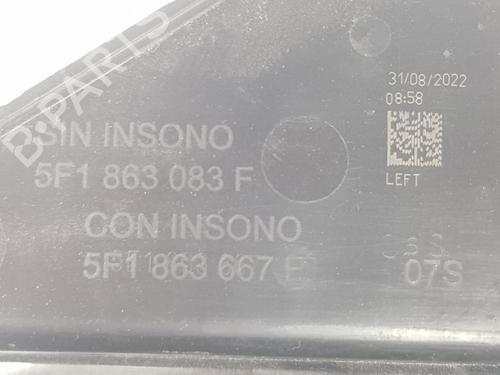 B-PARTS
31/08/2022
08:58
LEFT
SIN INSONO
5F1 863 083 F
CON INSONO
5F1 863 667
07S